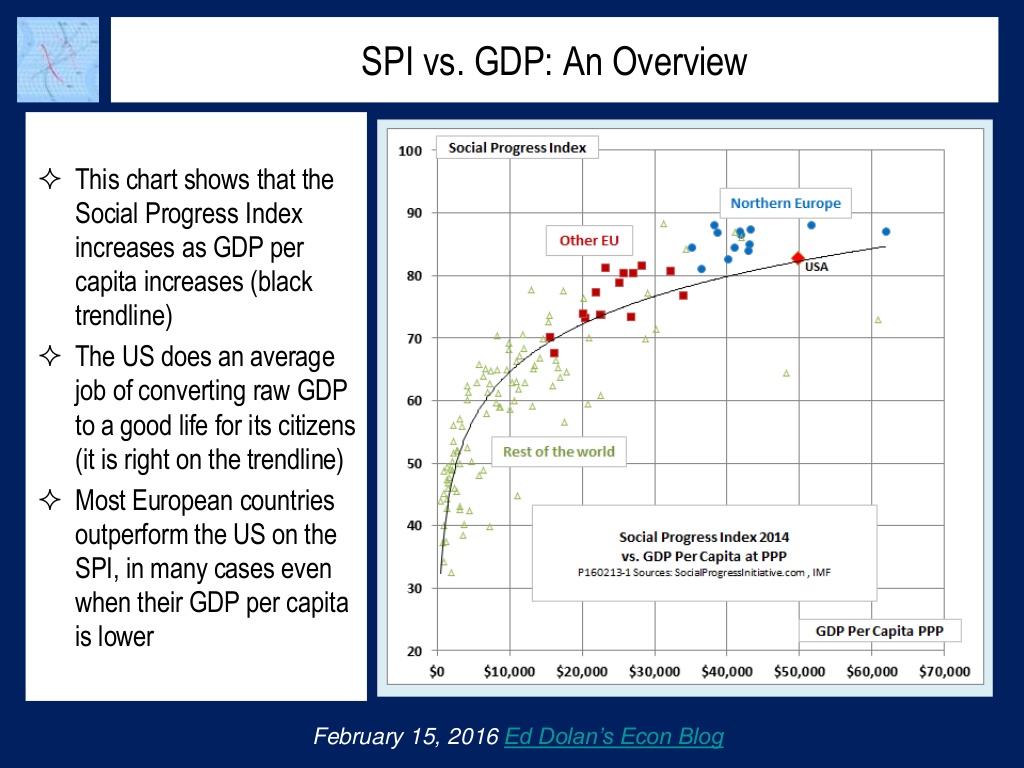 SPI vs. GDP: An Overview
✧ This chart shows that the
Social Progress Index
increases as GDP per
capita increases (black
trendline)
✧ The US does an average
job of converting raw GDP
to a good life for its citizens
(it is right on the trendline)
✧ Most European countries
outperform the US on the
SPI, in many cases even
when their GDP per capita
is lower
Social Progress Index
100
90
80
70
60
50
40
30
20
Northern Europe
Other EU
USA
Rest of the world
Social Progress Index 2014
vs. GDP Per Capita at PPP
P160213-1 Sources: SocialProgressInitiative.com , IMF
GDP Per Capita PPP
$0 $10,000 $20,000 $30,000 $40,000 $50,000 $60,000 $70,000
February 15, 2016 Ed Dolan’s Econ Blog